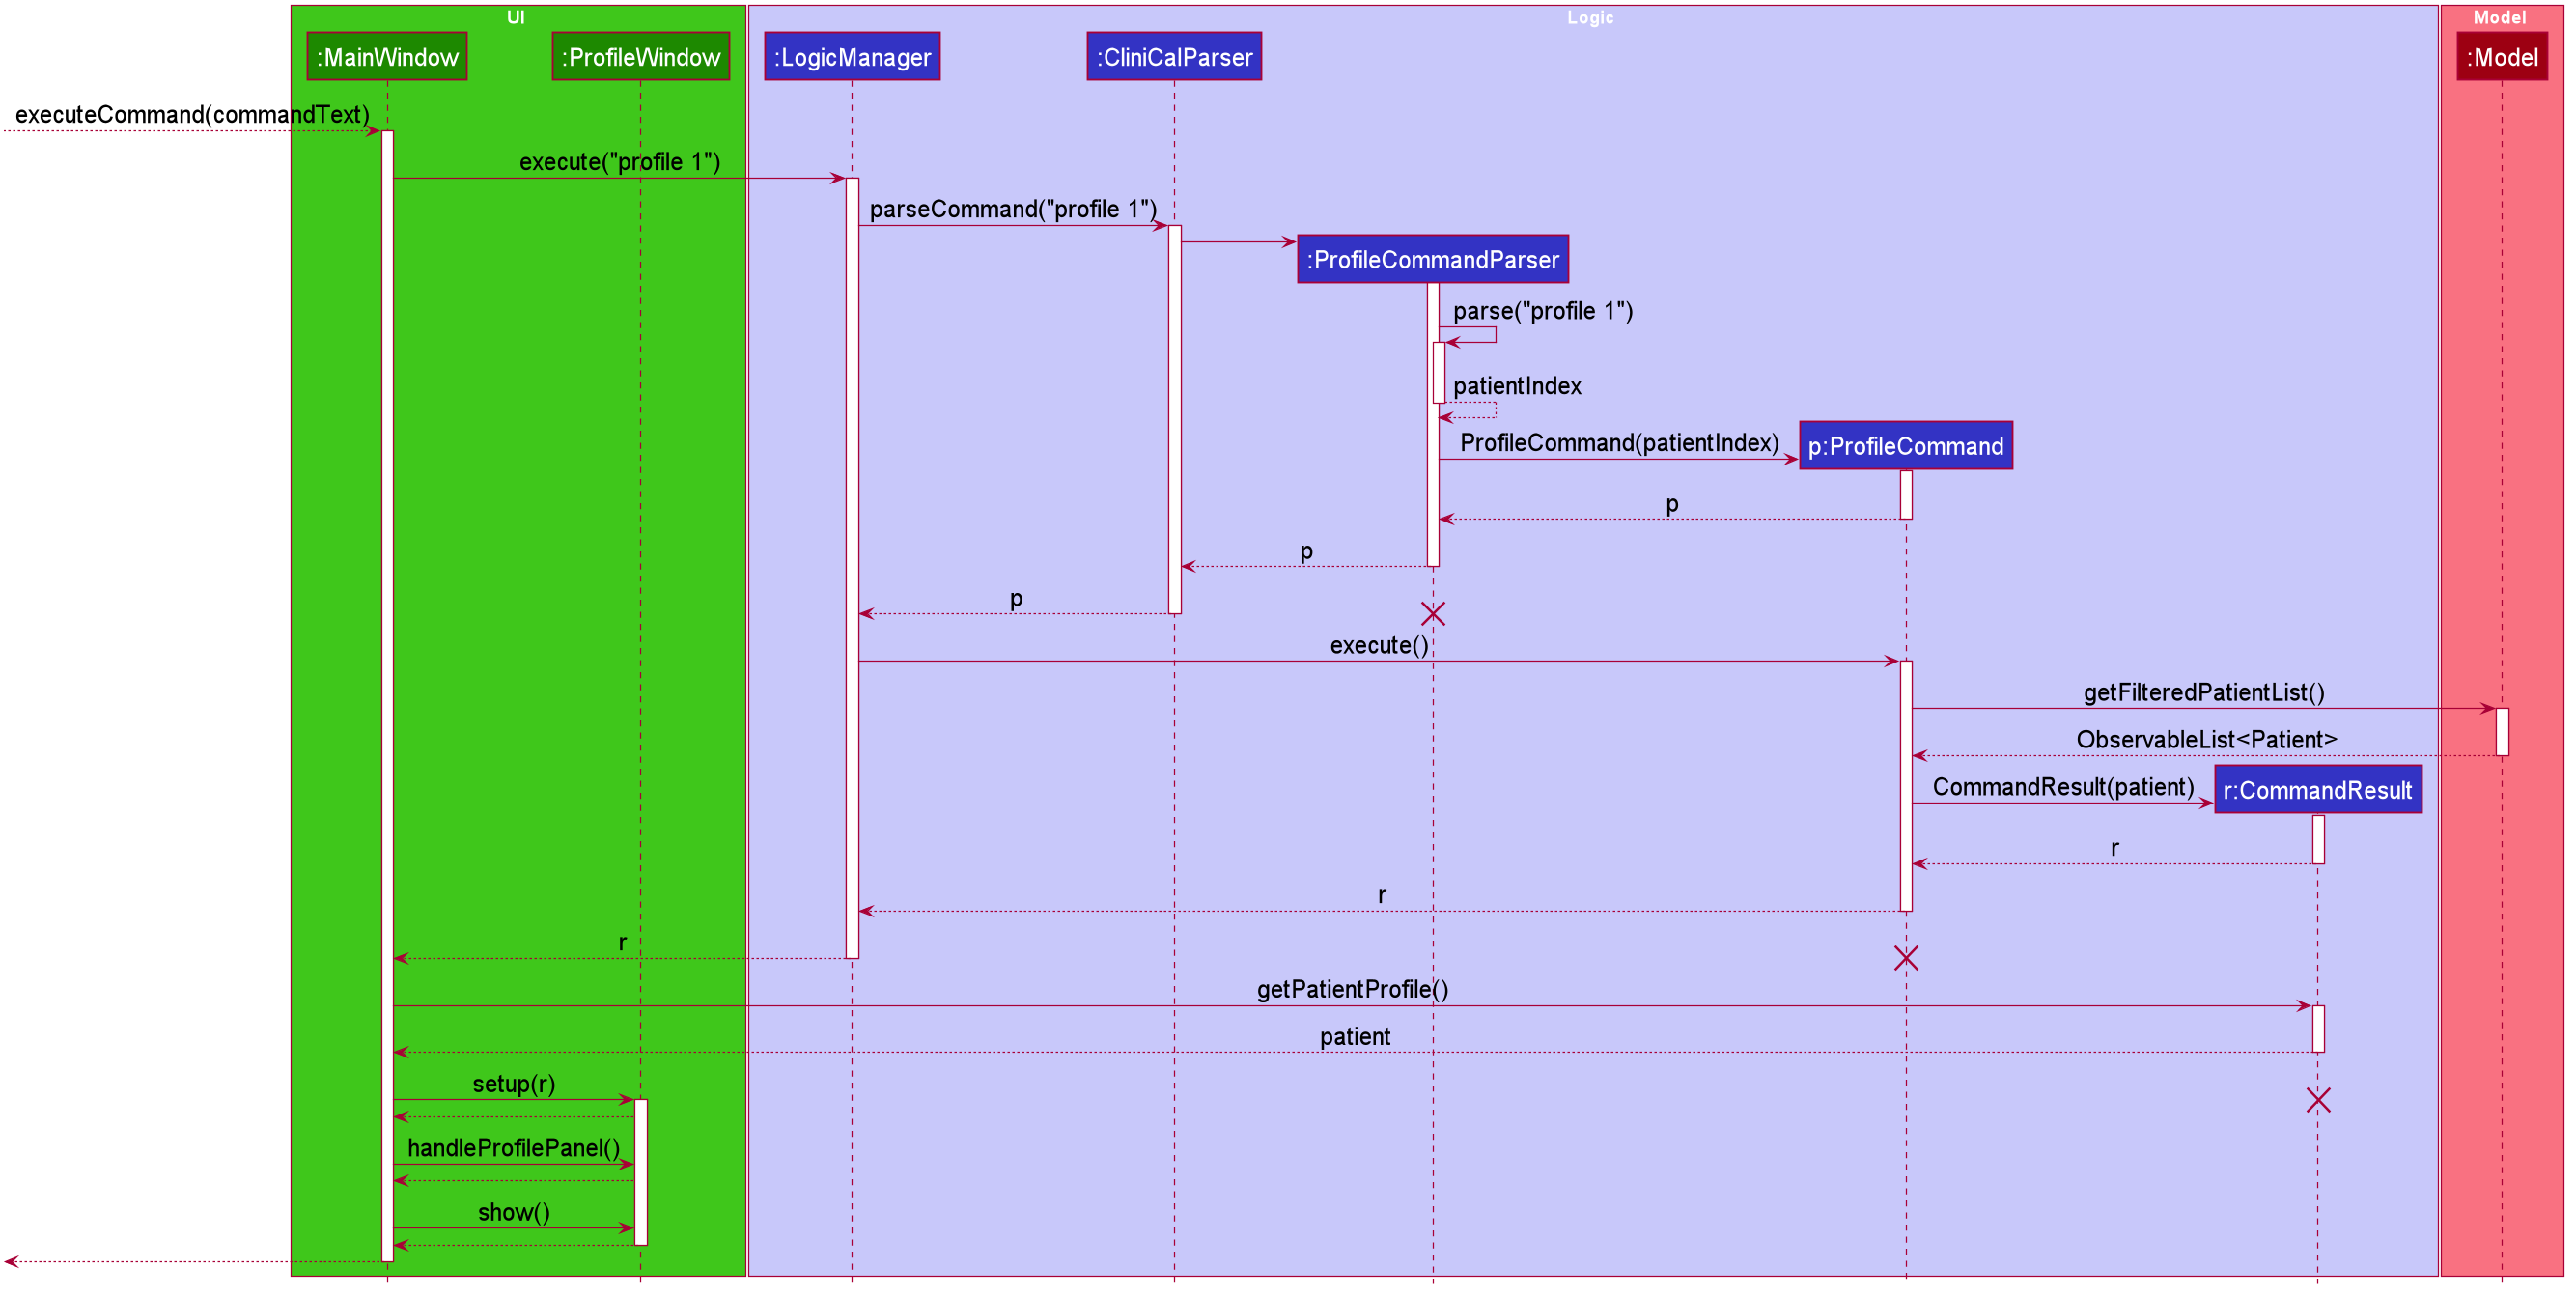 UI
Logic
Model
:MainWindow
:ProfileWindow
:LogicManager
:CliniCalParser
:Model
executeCommand(commandText)
execute("profile 1")
parseCommand("profile 1")
:ProfileCommandParser
parse("profile 1")
patientIndex
ProfileCommand(patientIndex)
p:ProfileCommand
p
p
p
execute()
getFilteredPatientList()
ObservableList<Patient>
CommandResult(patient)
r:CommandResult
r
r
r
getPatientProfile()
patient
setup(r)
handleProfilePanel()
show()